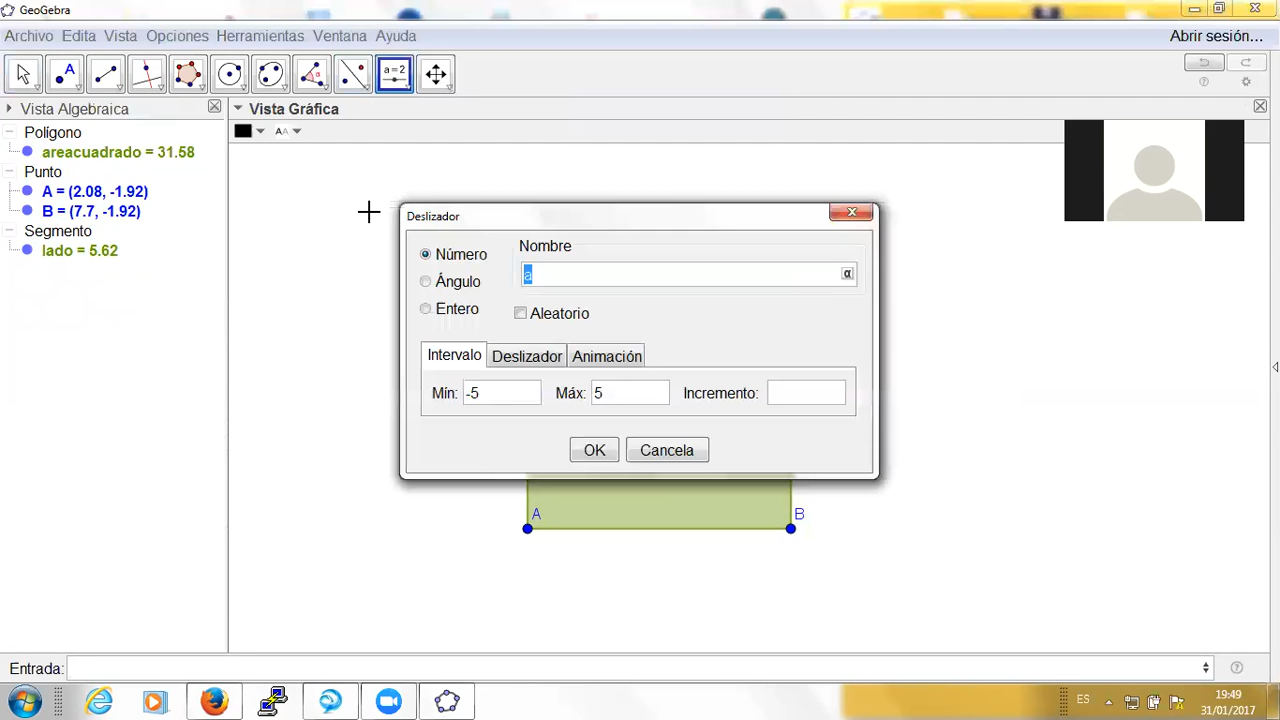 GeoGebra
Archivo Edita Vista Opciones Herramientas Ventana Ayuda Abrir sesión...
A α a=2
Vista Algebraica Vista Gráfica
AA
Polígono
areacuadrado = 31.58
Punto
A = (2.08, -1.92)
B = (7.7, -1.92)
Segmento
lado = 5.62
Deslizador
Número Nombre
a α
Ángulo
Entero Aleatorio
Intervalo Deslizador Animación
Mín: -5 Máx: 5 Incremento:
OK Cancela
A B
Entrada:
ES 19:49
31/01/2017